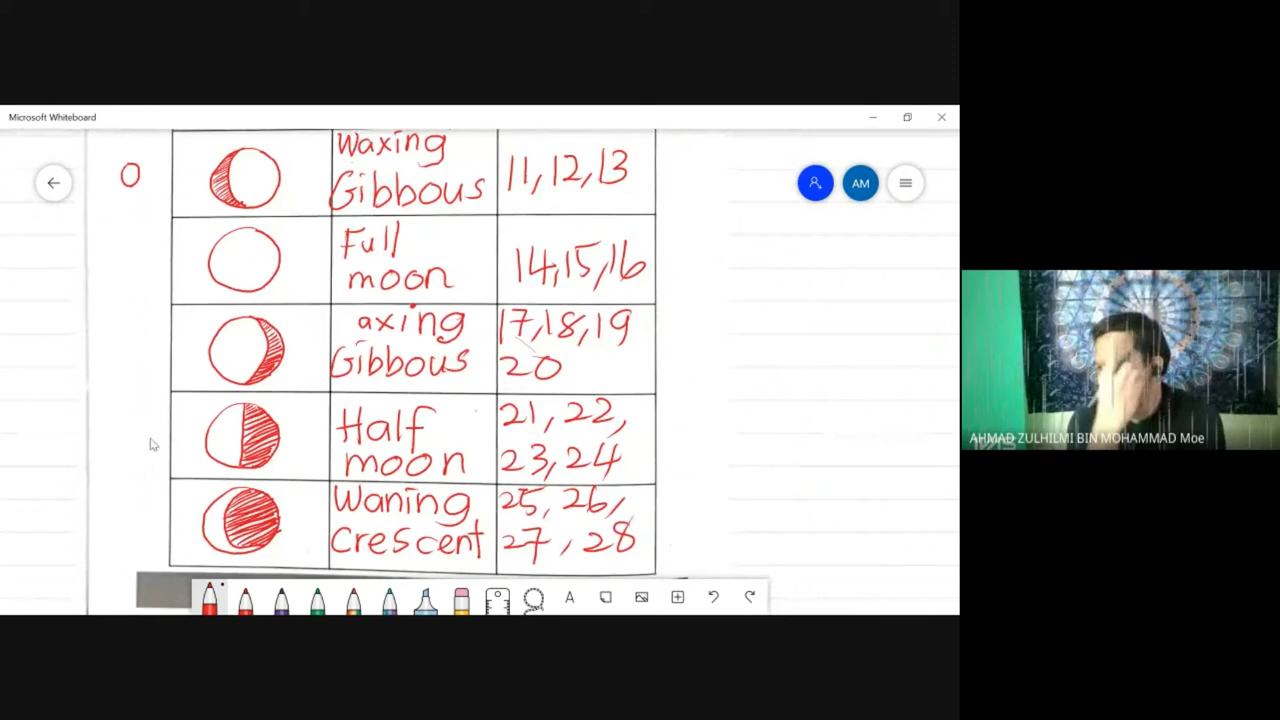 Microsoft Whiteboard
AM
O
Waxing
Gibbous
11, 12, 13
Full
moon
14, 15, 16
axing
Gibbous
17, 18, 19
20
Half
moon
21, 22,
23, 24
Waning
Crescent
25, 26,
27, 28
A
AHMAD ZULHILMI BIN MOHAMMAD Moe